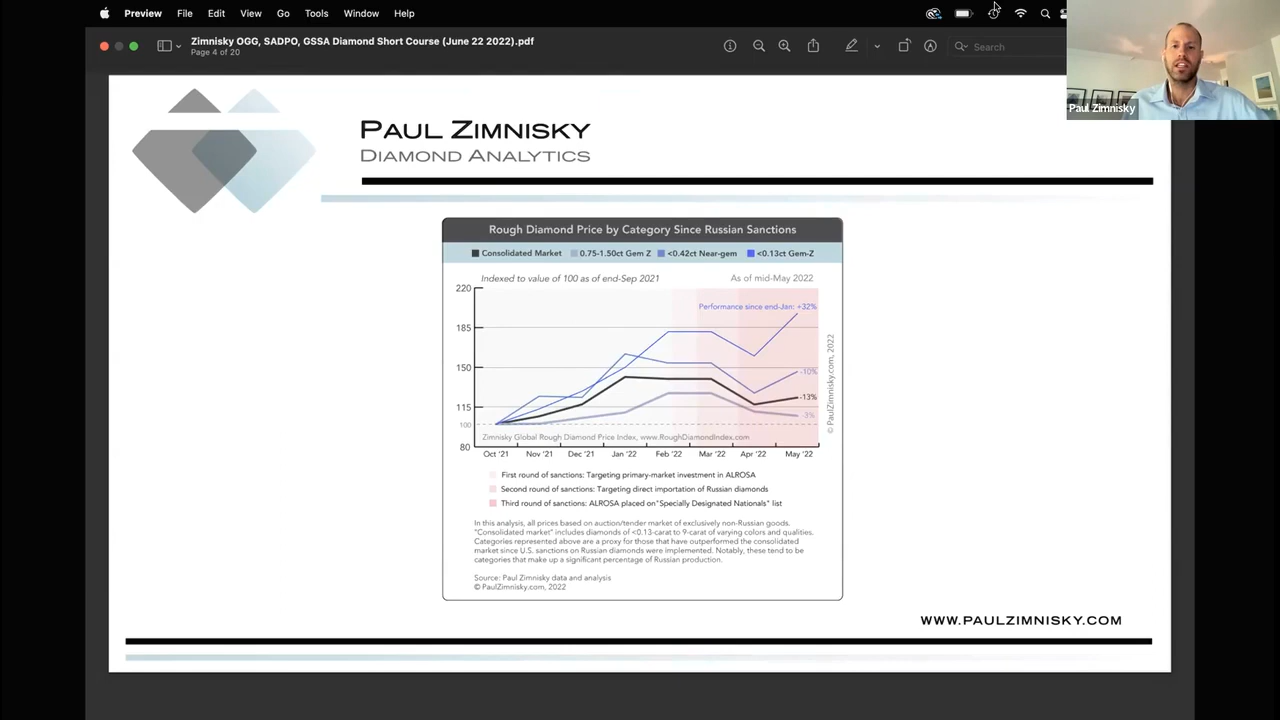 Preview File Edit View Go Tools Window Help
Zimnisky OGG, SADPO, GSSA Diamond Short Course (June 22 2022).pdf
Page 4 of 20
Search
Paul Zimnisky
PAUL ZIMNISKY
DIAMOND ANALYTICS
Rough Diamond Price by Category Since Russian Sanctions
Consolidated Market 0.75-1.50ct Gem Z <0.42ct Near-gem <0.13ct Gem-Z
Indexed to value of 100 as of end-Sep 2021 As of mid-May 2022
220
Performance since end-Jan: +32%
185
150
-10%
-13%
115
-3%
100
Zimnisky Global Rough Diamond Price Index, www.RoughDiamondIndex.com
80
Oct '21 Nov '21 Dec '21 Jan '22 Feb '22 Mar '22 Apr '22 May '22
© PaulZimnisky.com, 2022
First round of sanctions: Targeting primary-market investment in ALROSA
Second round of sanctions: Targeting direct importation of Russian diamonds
Third round of sanctions: ALROSA placed on"Specially Designated Nationals" list
In this analysis, all prices based on auction/tender market of exclusively non-Russian goods.
"Consolidated market" includes diamonds of <0.13-carat to 9-carat of varying colors and qualities.
Categories represented above are a proxy for those that have outperformed the consolidated
market since U.S. sanctions on Russian diamonds were implemented. Notably, these tend to be
categories that make up a significant percentage of Russian production.
Source: Paul Zimnisky data and analysis
© PaulZimnisky.com, 2022
WWW.PAULZIMNISKY.COM